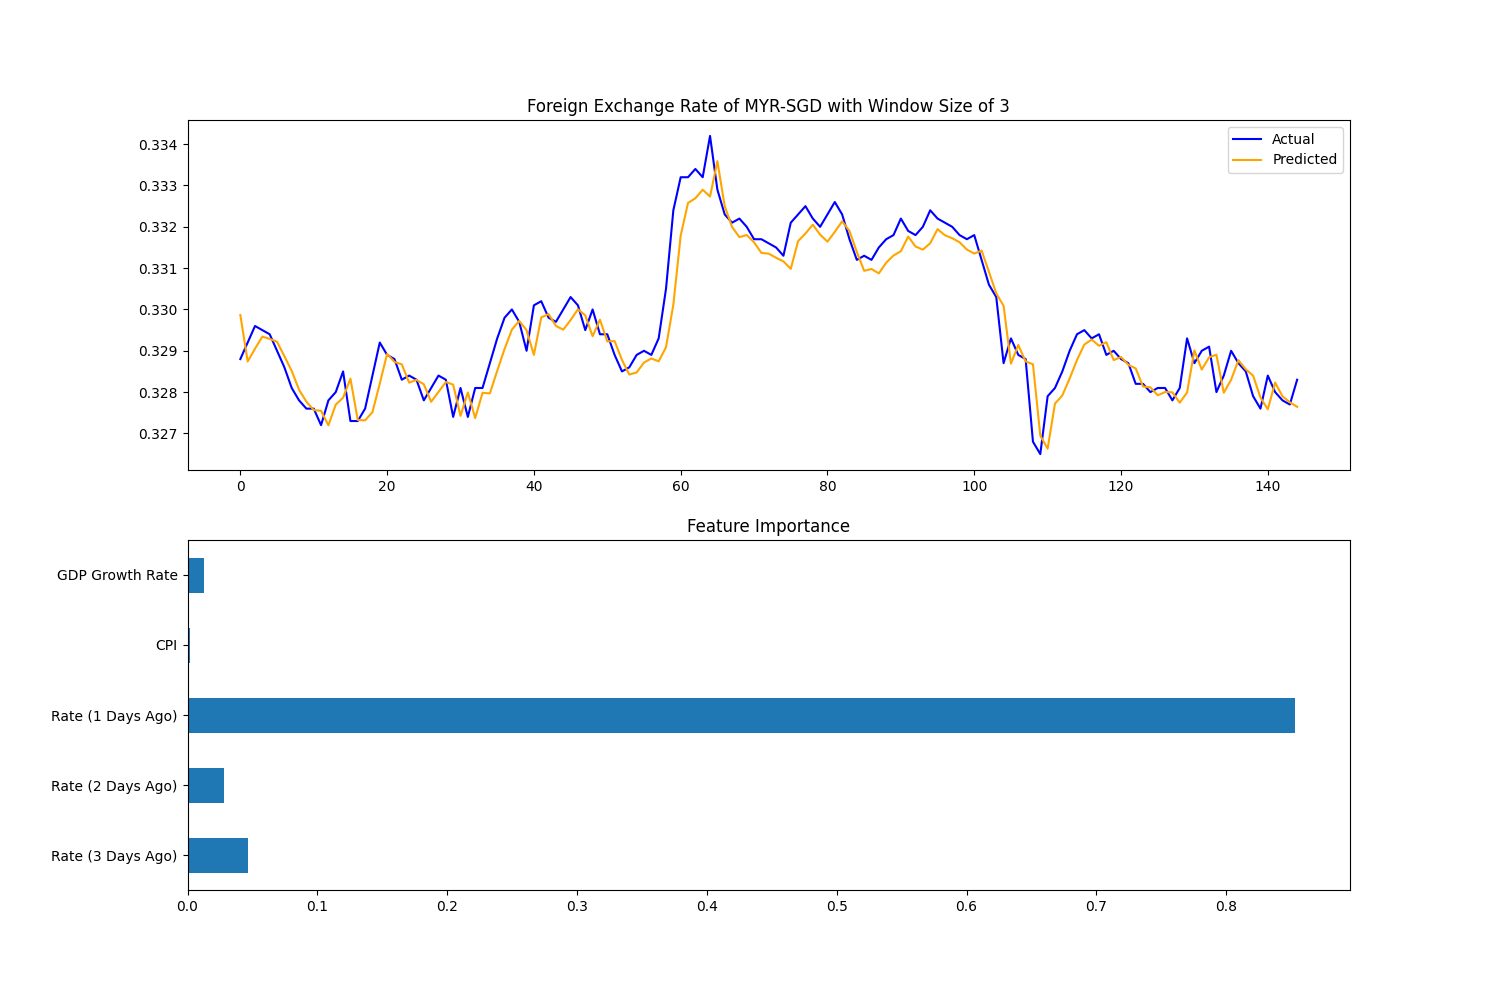 Foreign Exchange Rate of MYR-SGD with Window Size of 3
0.334
0.333
0.332
0.331
0.330
0.329
0.328
0.327
Actual
Predicted
0 20 40 60 80 100 120 140
Feature Importance
GDP Growth Rate
CPI
Rate (1 Days Ago)
Rate (2 Days Ago)
Rate (3 Days Ago)
0.0 0.1 0.2 0.3 0.4 0.5 0.6 0.7 0.8